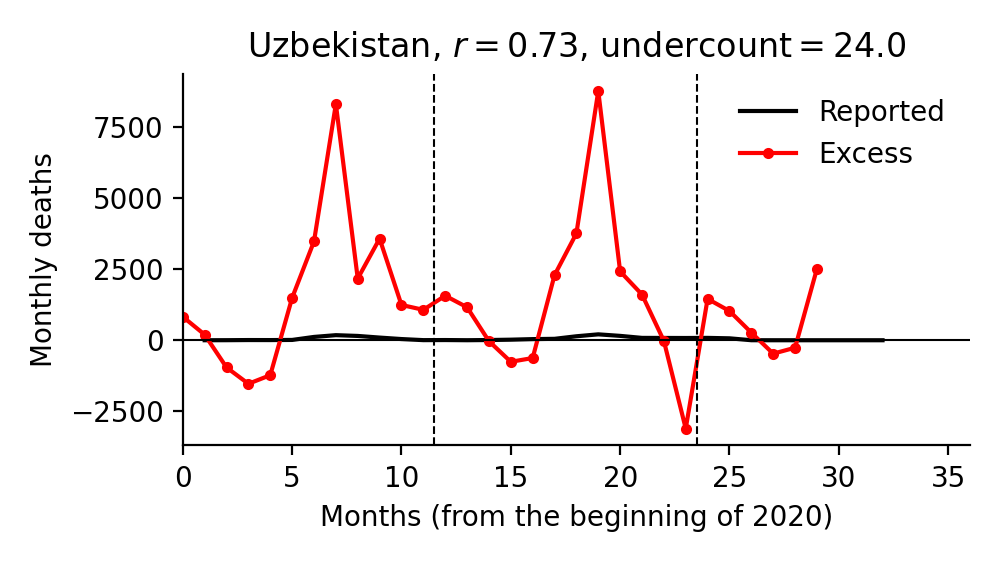 Uzbekistan, r = 0.73, undercount = 24.0
Reported
Excess
Monthly deaths
7500
5000
2500
0
−2500
0 5 10 15 20 25 30 35
Months (from the beginning of 2020)